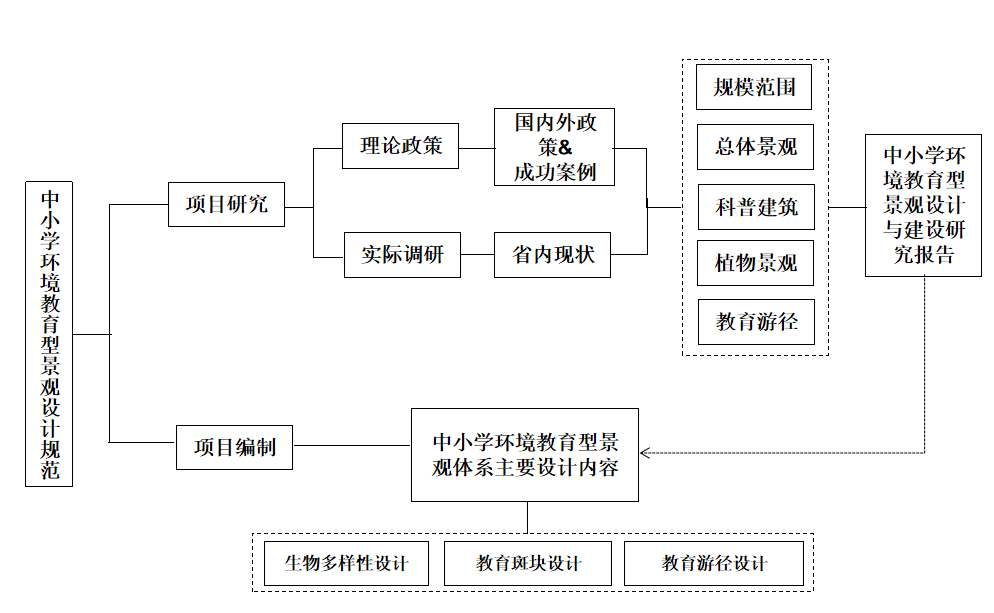 中小学环境教育型景观设计规范
项目研究
理论政策
国内外政
策&
成功案例
实际调研
省内现状
规模范围
总体景观
科普建筑
植物景观
教育游径
中小学环
境教育型
景观设计
与建设研
究报告
项目编制
中小学环境教育型景
观体系主要设计内容
生物多样性设计
教育斑块设计
教育游径设计